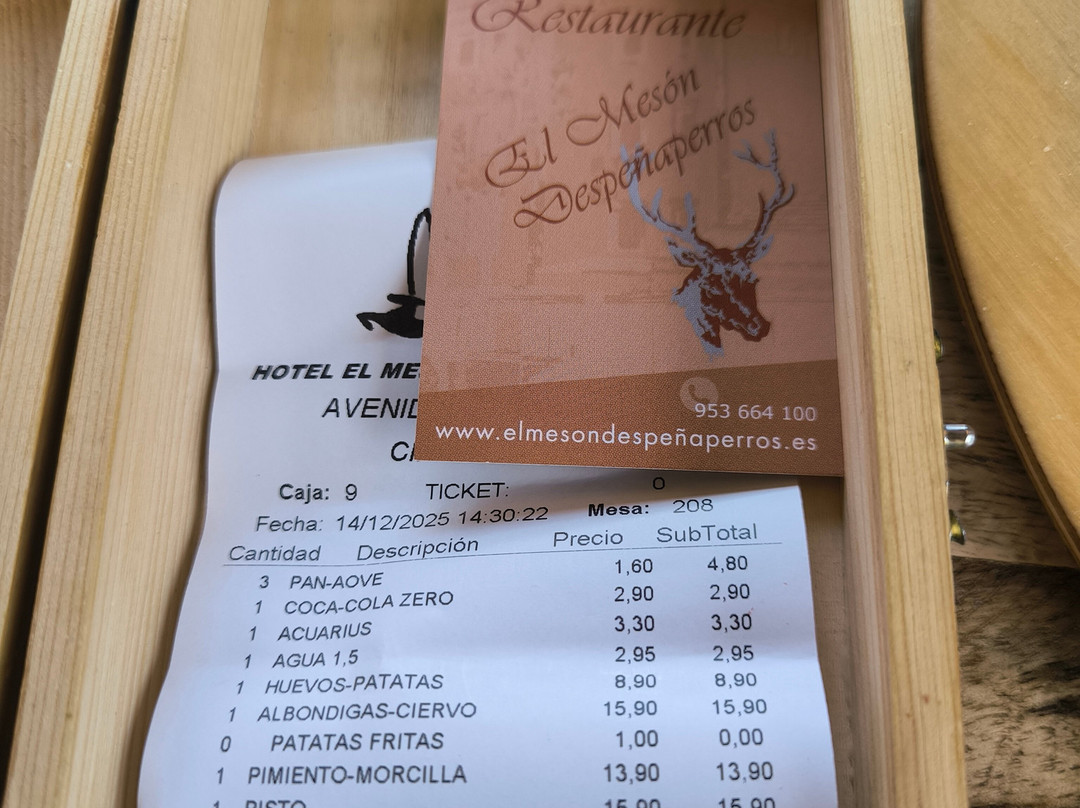 Restaurante
El Mesón
Despeñaperros
953 664 100
www.elmesondespeñaperros.es
HOTEL EL ME
AVENID
Caja: 9 TICKET: 0
Fecha: 14/12/2025 14:30:22 Mesa: 208
Cantidad Descripción Precio SubTotal
3 PAN-AOVE 1,60 4,80
1 COCA-COLA ZERO 2,90 2,90
1 ACUARIUS 3,30 3,30
1 AGUA 1,5 2,95 2,95
1 HUEVOS-PATATAS 8,90 8,90
1 ALBONDIGAS-CIERVO 15,90 15,90
0 PATATAS FRITAS 1,00 0,00
1 PIMIENTO-MORCILLA 13,90 13,90
1 PISTO